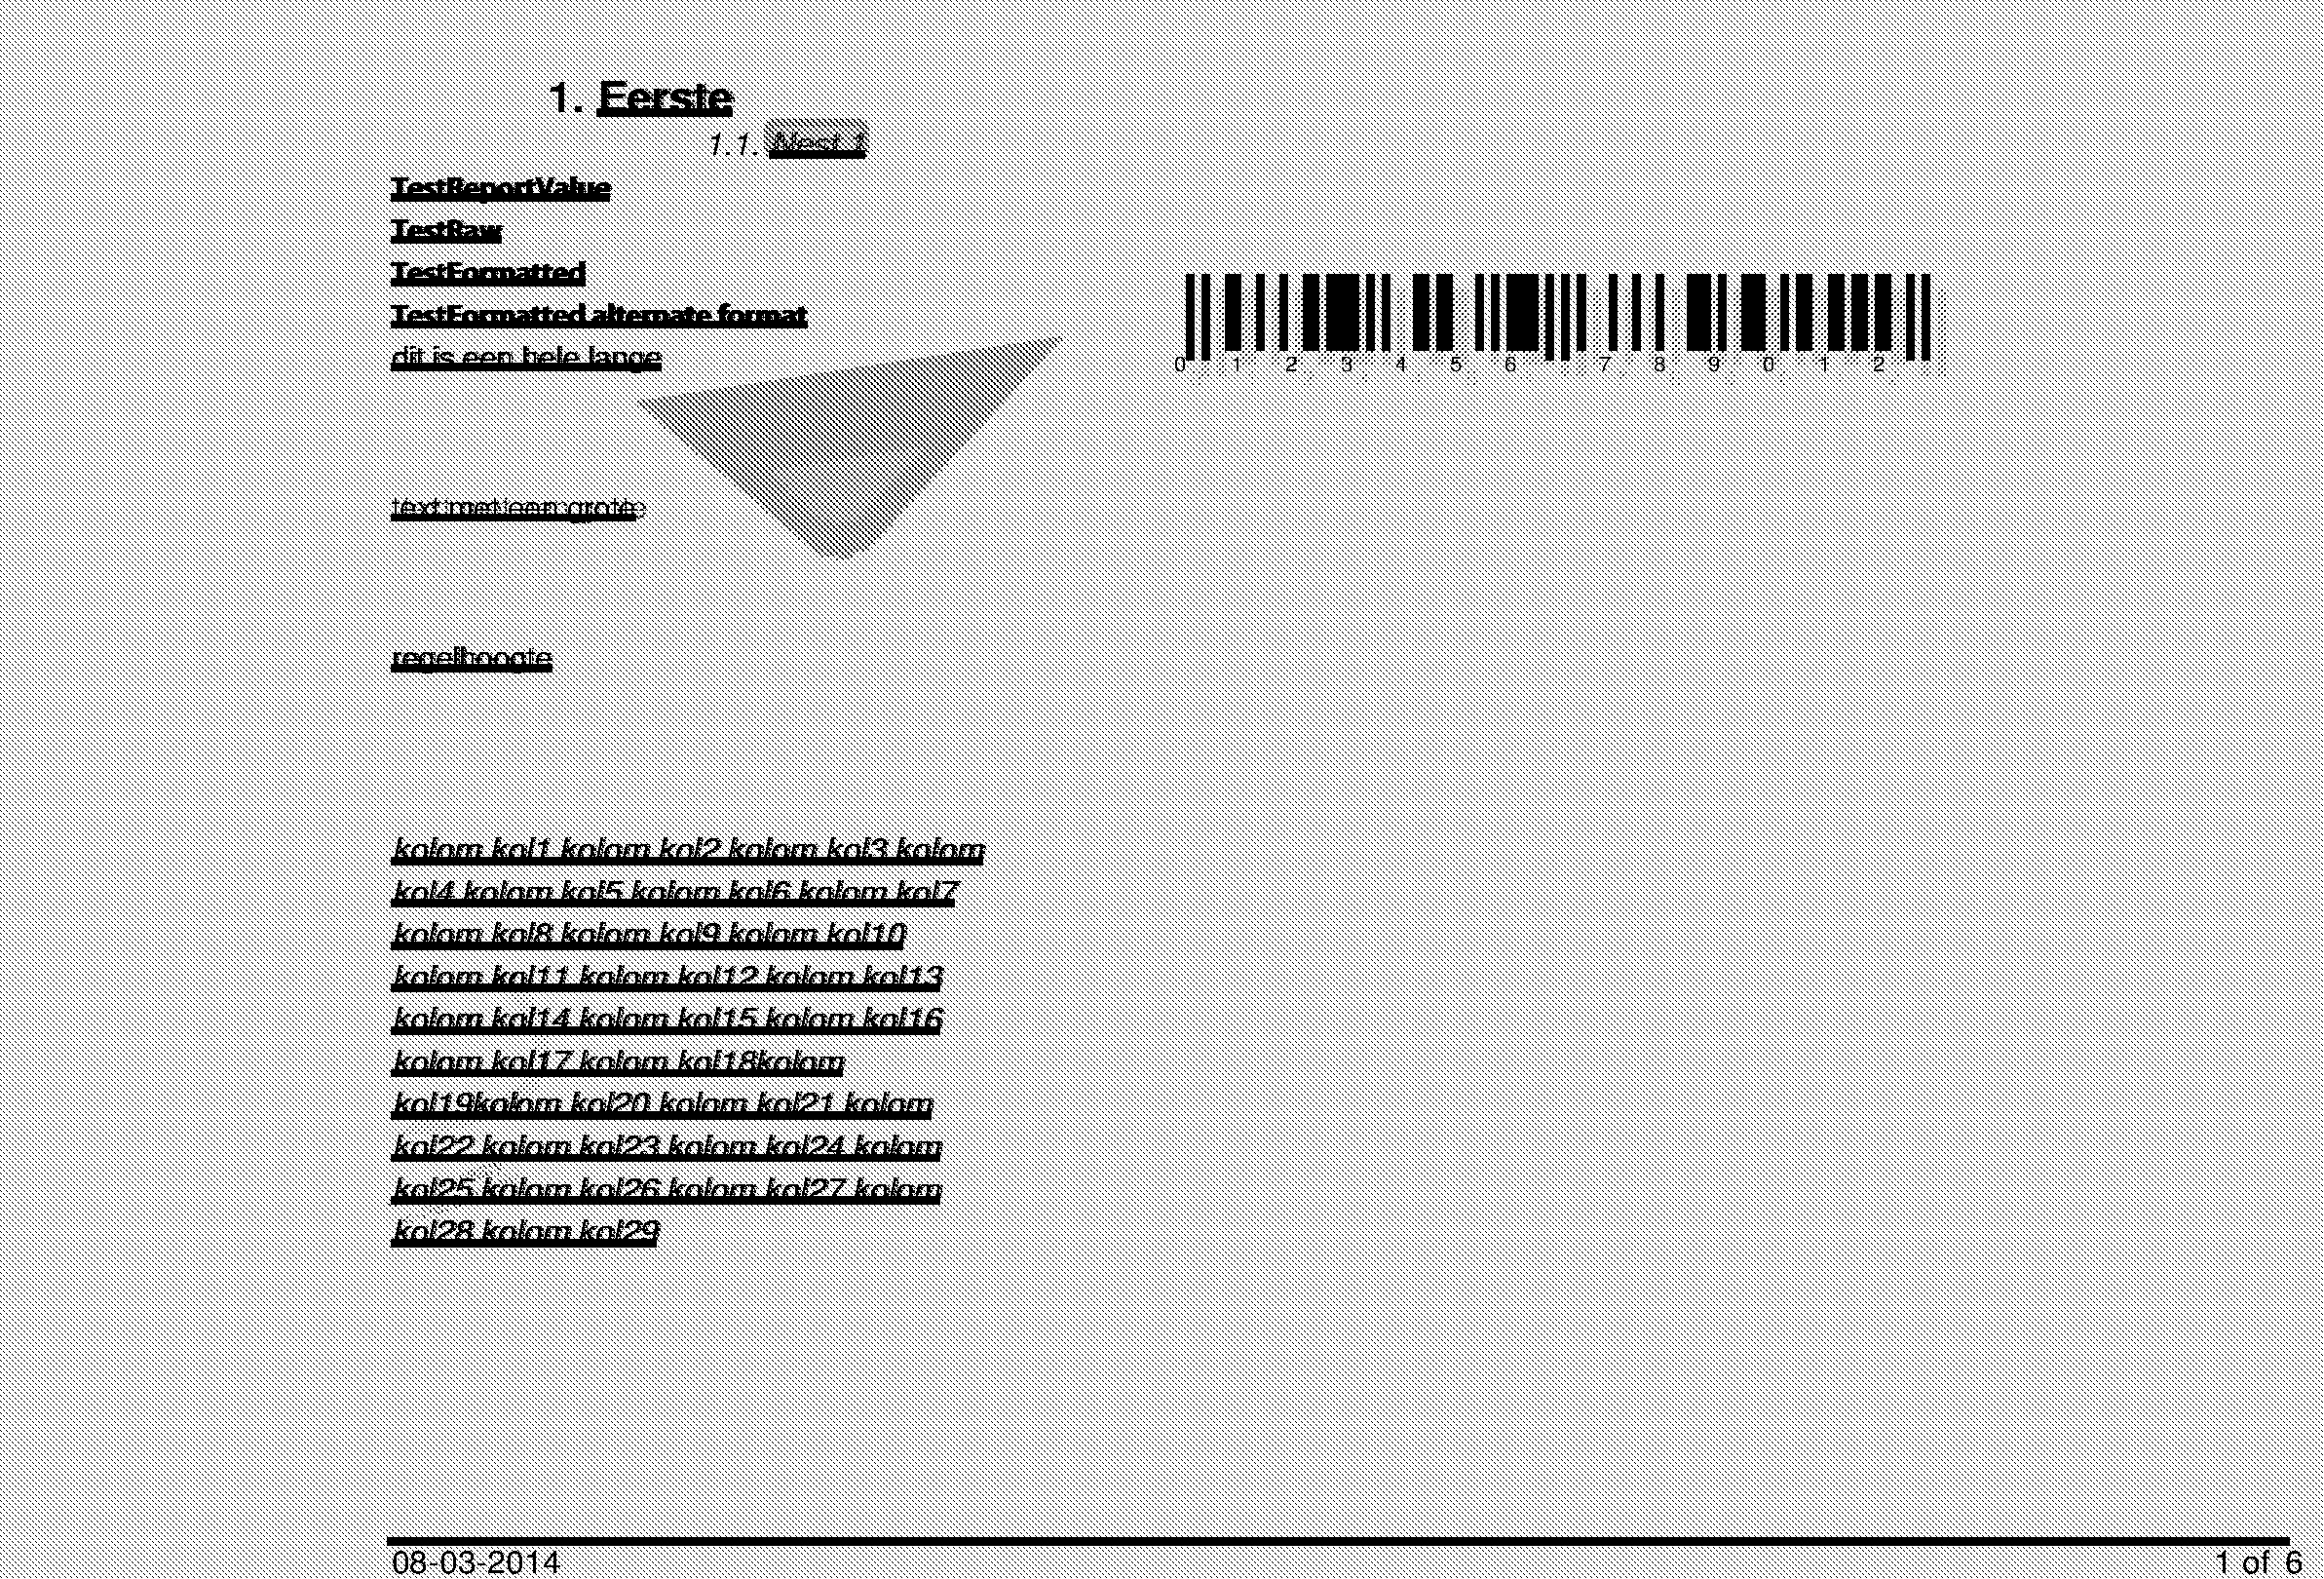 1. Eerste
1.1. Nest 1
TestReportValue
TestRaw
TestFormatted
TestFormatted alternate format
dit is een hele lange
text met een grote
regelhoogte
0 1 2 3 4 5 6 7 8 9 0 1 2
kolom kol1 kolom kol2 kolom kol3 kolom
kol4 kolom kol5 kolom kol6 kolom kol7
kolom kol8 kolom kol9 kolom kol10
kolom kol11 kolom kol12 kolom kol13
kolom kol14 kolom kol15 kolom kol16
kolom kol17 kolom kol18kolom
kol19kolom kol20 kolom kol21 kolom
kol22 kolom kol23 kolom kol24 kolom
kol25 kolom kol26 kolom kol27 kolom
kol28 kolom kol29
08-03-2014
1 of 6